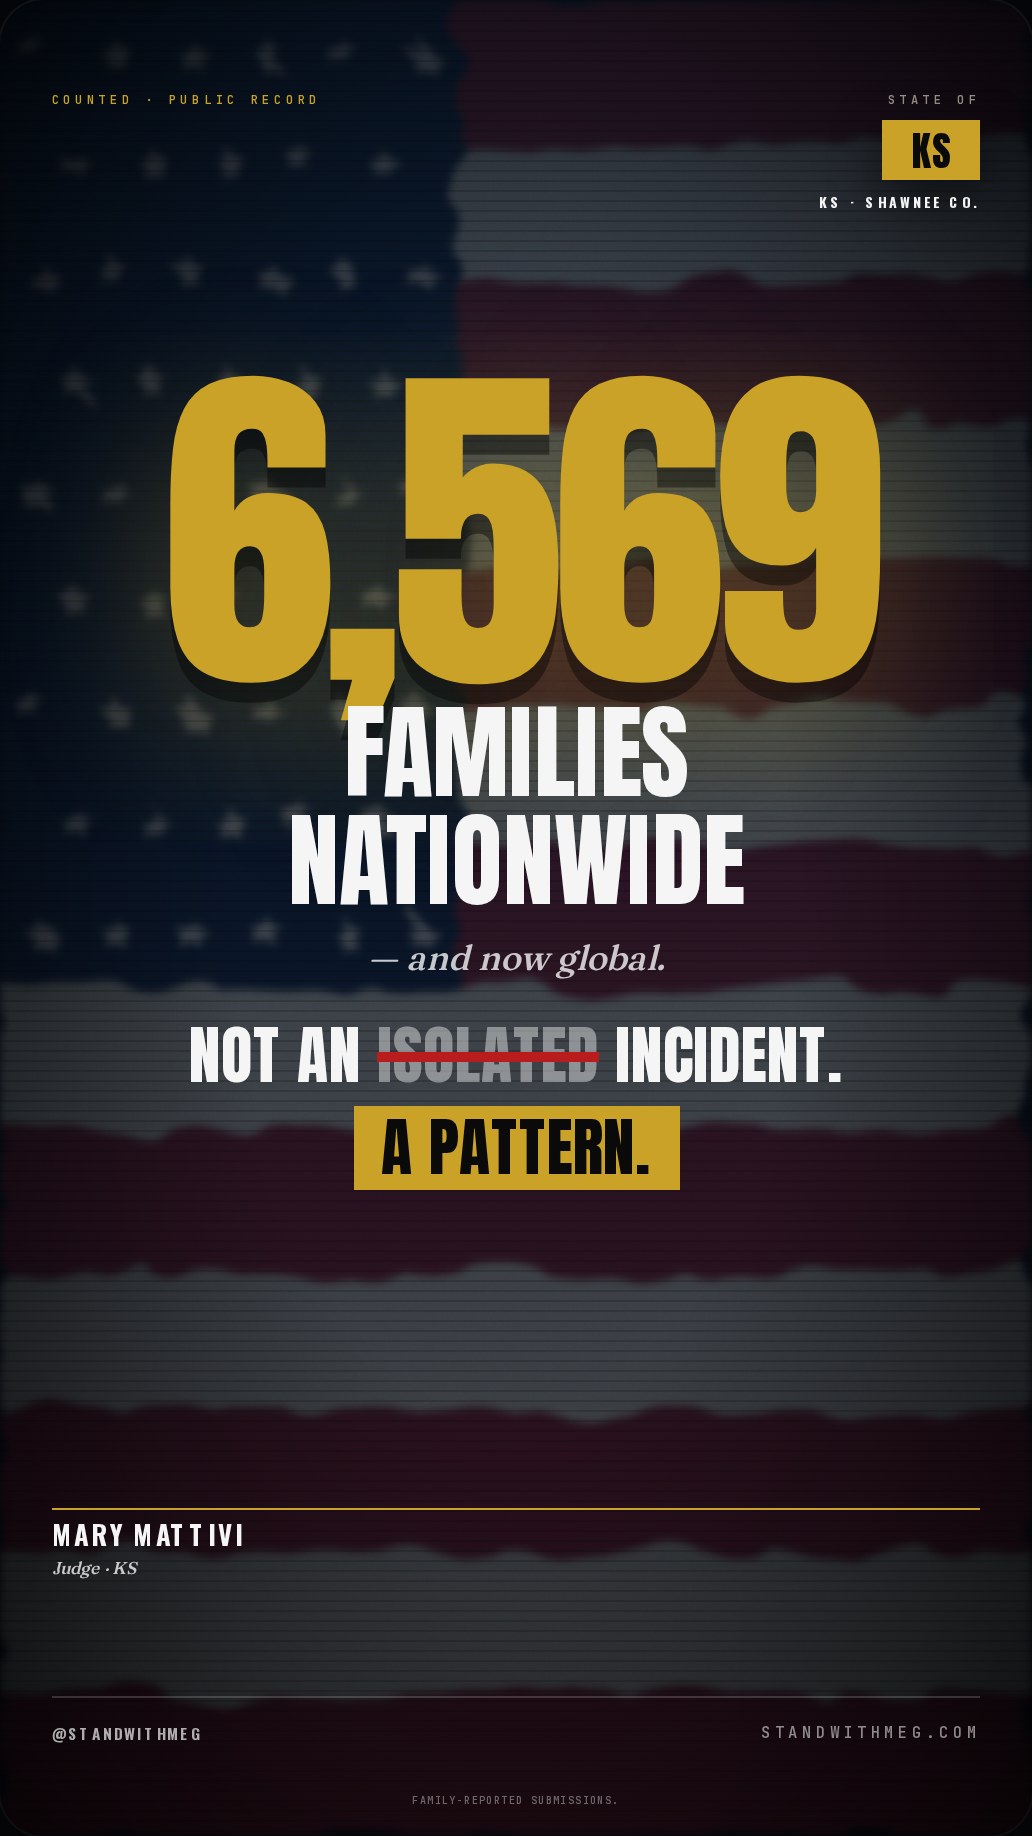 COUNTED · PUBLIC RECORD
STATE OF
KS
KS · SHAWNEE CO.
6,569
FAMILIES
NATIONWIDE
— and now global.
NOT AN ISOLATED INCIDENT.
A PATTERN.
MARY MATTIVI
Judge · KS
@STANDWITHMEG
STANDWITHMEG.COM
FAMILY-REPORTED SUBMISSIONS.